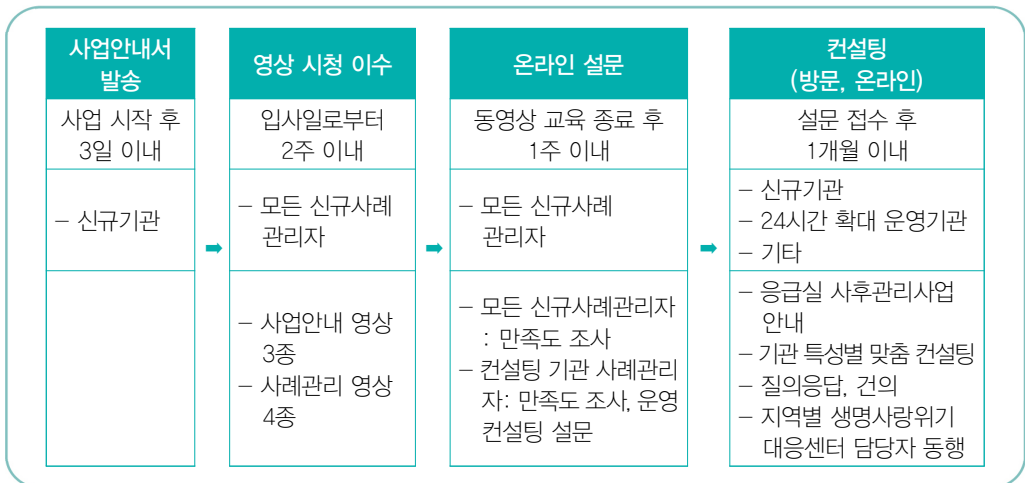 사업안내서
발송
사업 시작 후
3일 이내
– 신규기관
➡
영상 시청 이수
입사일로부터
2주 이내
– 모든 신규사례
관리자
– 사업안내 영상
3종
– 사례관리 영상
4종
➡
온라인 설문
동영상 교육 종료 후
1주 이내
– 모든 신규사례
관리자
– 모든 신규사례관리자
: 만족도 조사
– 컨설팅 기관 사례관리
자: 만족도 조사, 운영
컨설팅 설문
➡
컨설팅
(방문, 온라인)
설문 접수 후
1개월 이내
– 신규기관
– 24시간 확대 운영기관
– 기타
– 응급실 사후관리사업
안내
– 기관 특성별 맞춤 컨설팅
– 질의응답, 건의
– 지역별 생명사랑위기
대응센터 담당자 동행